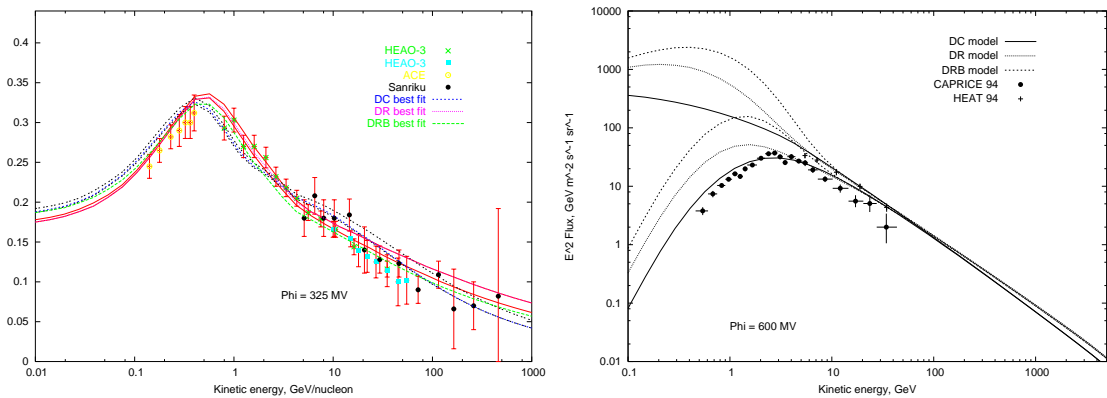 0.4
0.35
0.3
0.25
0.2
0.15
0.1
0.05
0
0.01 0.1 1 10 100 1000
Kinetic energy, GeV/nucleon
HEAO-3
HEAO-3
ACE
Sanriku
DC best fit
DR best fit
DRB best fit
Phi = 325 MV
10000
1000
100
10
1
0.1
0.01
0.1 1 10 100 1000
E^2 Flux, GeV m^-2 s^-1 sr^-1
Kinetic energy, GeV
DC model
DR model
DRB model
CAPRICE 94
HEAT 94
Phi = 600 MV